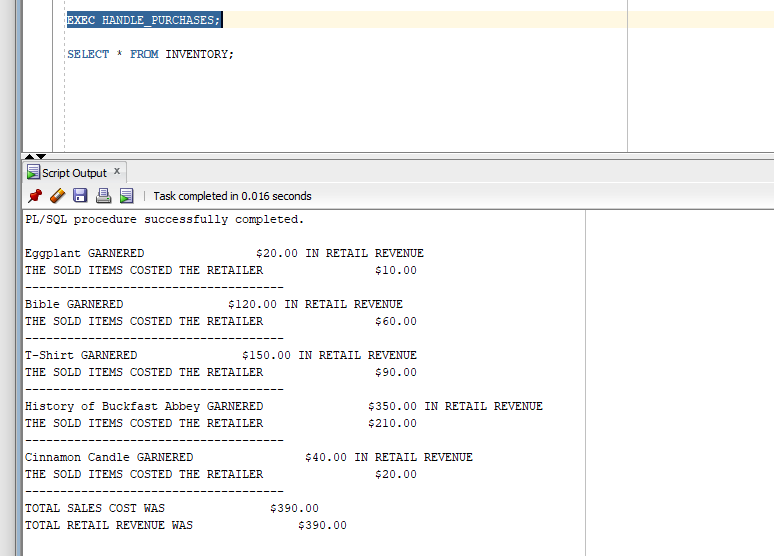 EXEC HANDLE_PURCHASES;
SELECT * FROM INVENTORY;
Script Output x
Task completed in 0.016 seconds
PL/SQL procedure successfully completed.
Eggplant GARNERED $20.00 IN RETAIL REVENUE
THE SOLD ITEMS COSTED THE RETAILER $10.00
-------------------------------------
Bible GARNERED $120.00 IN RETAIL REVENUE
THE SOLD ITEMS COSTED THE RETAILER $60.00
-------------------------------------
T-Shirt GARNERED $150.00 IN RETAIL REVENUE
THE SOLD ITEMS COSTED THE RETAILER $90.00
-------------------------------------
History of Buckfast Abbey GARNERED $350.00 IN RETAIL REVENUE
THE SOLD ITEMS COSTED THE RETAILER $210.00
-------------------------------------
Cinnamon Candle GARNERED $40.00 IN RETAIL REVENUE
THE SOLD ITEMS COSTED THE RETAILER $20.00
-------------------------------------
TOTAL SALES COST WAS $390.00
TOTAL RETAIL REVENUE WAS $390.00